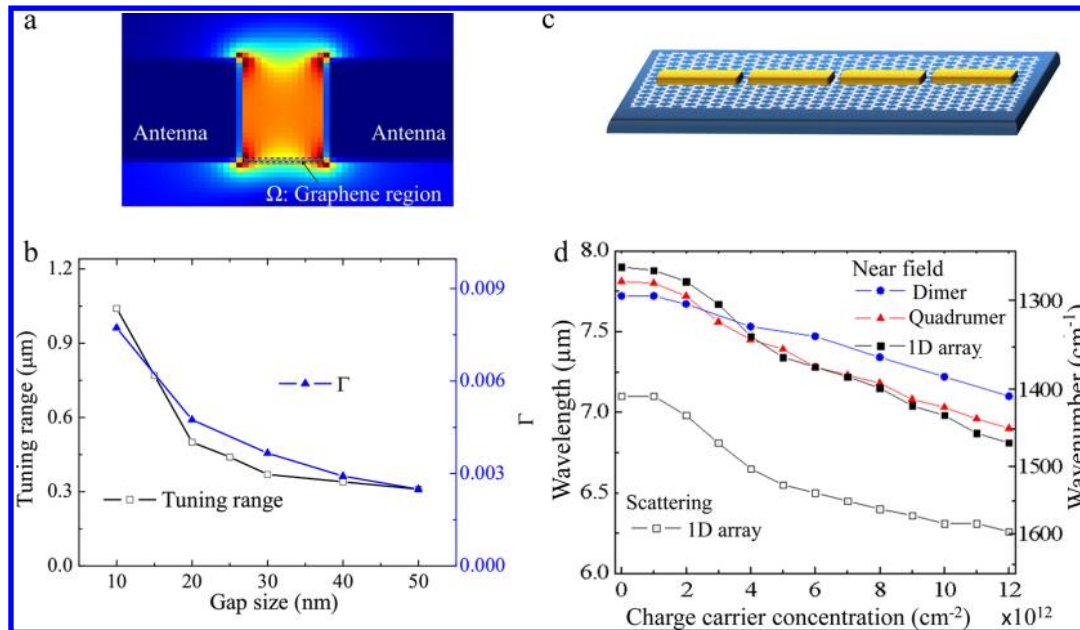 a
Antenna
Antenna
Ω: Graphene region
c
b
1.2
0.9
0.6
0.3
0.0
Tuning range (μm)
Γ
Tuning range
0.009
0.006
0.003
0.000
Γ
10
20
30
40
50
Gap size (nm)
d
8.0
7.5
7.0
6.5
6.0
Wavelength (μm)
Near field
Dimer
Quadrumer
1D array
Scattering
1D array
1300
1400
1500
1600
Wavenumber (cm⁻¹)
0
2
4
6
8
10
12
Charge carrier concentration (cm⁻²)
x10¹²